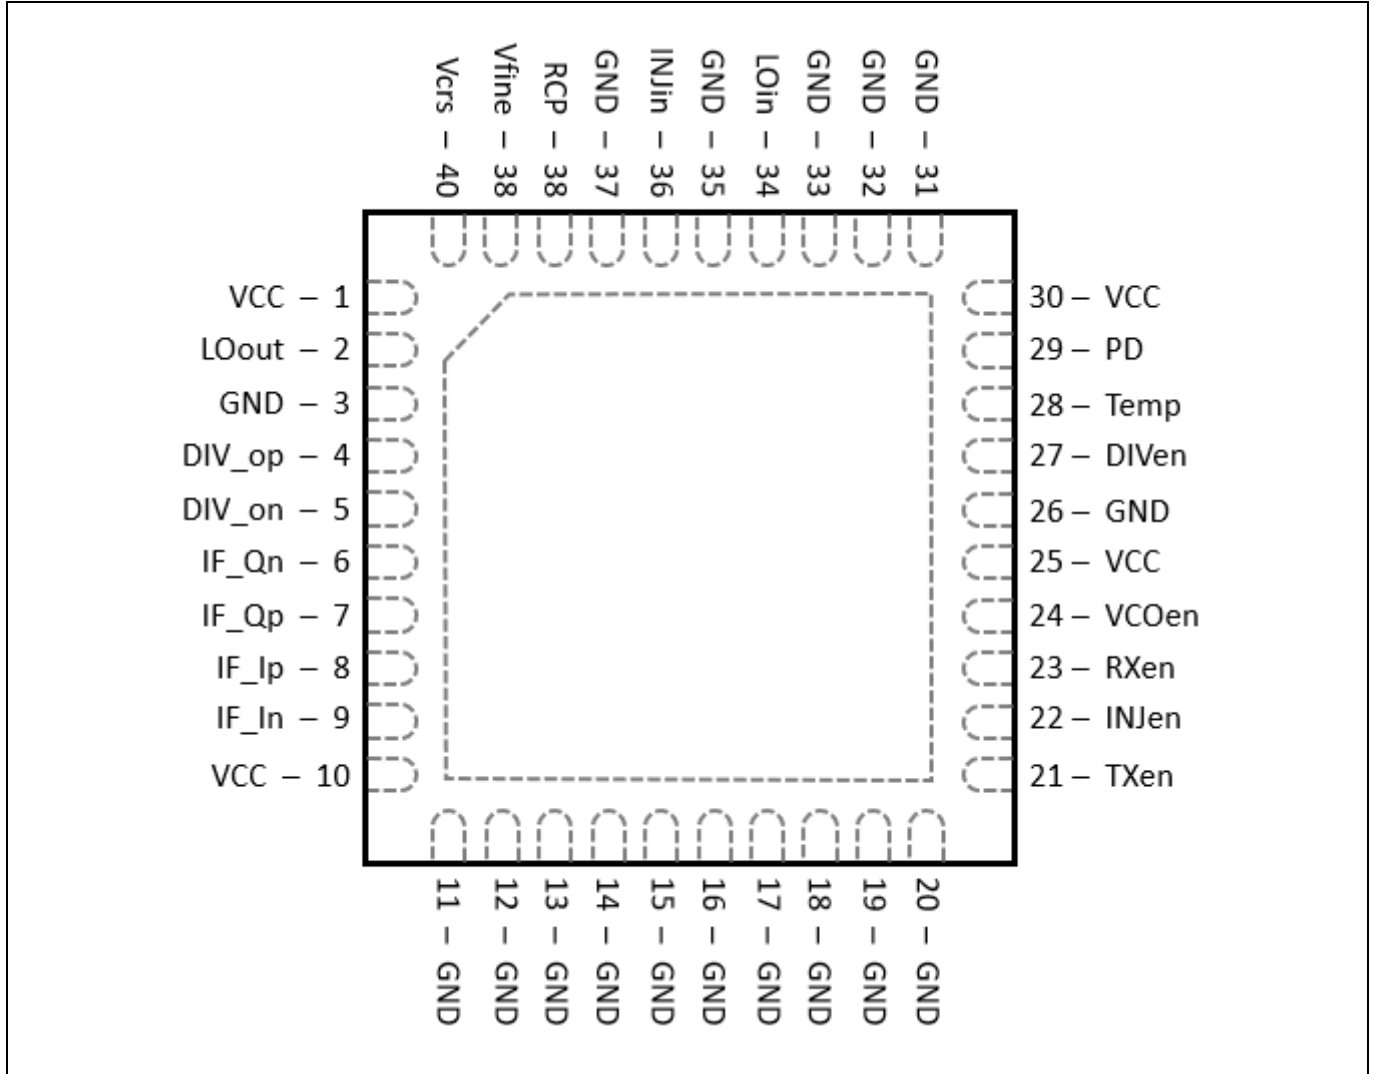 Vcrs – 40
Vfine – 38
RCP – 38
GND – 37
INJin – 36
GND – 35
LOin – 34
GND – 33
GND – 32
GND – 31
VCC – 1
LOout – 2
GND – 3
DIV_op – 4
DIV_on – 5
IF_Qn – 6
IF_Qp – 7
IF_Ip – 8
IF_In – 9
VCC – 10
30 – VCC
29 – PD
28 – Temp
27 – DIVen
26 – GND
25 – VCC
24 – VCOen
23 – RXen
22 – INJen
21 – TXen
11 – GND
12 – GND
13 – GND
14 – GND
15 – GND
16 – GND
17 – GND
18 – GND
19 – GND
20 – GND